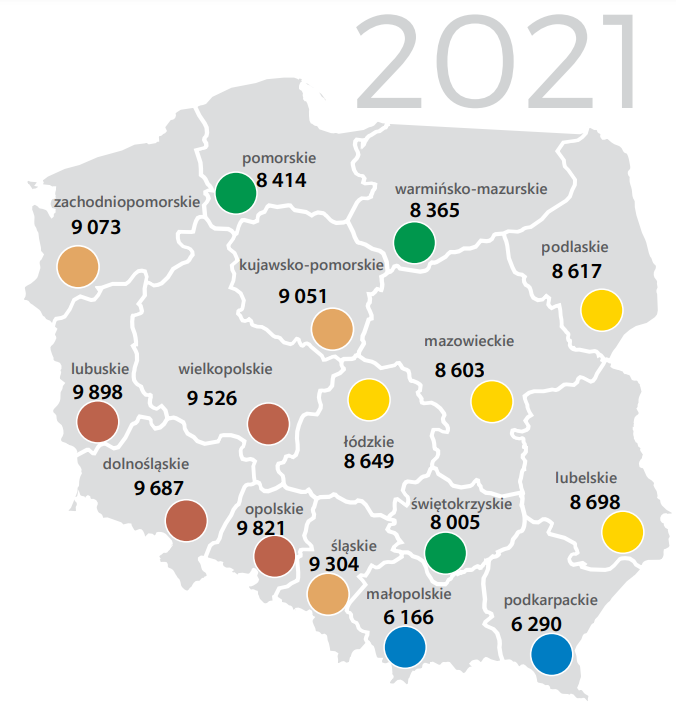 2021
pomorskie
8 414
warmińsko-mazurskie
8 365
zachodniopomorskie
9 073
podlaskie
8 617
kujawsko-pomorskie
9 051
mazowieckie
8 603
lubuskie
9 898
wielkopolskie
9 526
łódzkie
8 649
dolnośląskie
9 687
lubelskie
8 698
opolskie
9 821
świętokrzyskie
8 005
śląskie
9 304
małopolskie
6 166
podkarpackie
6 290